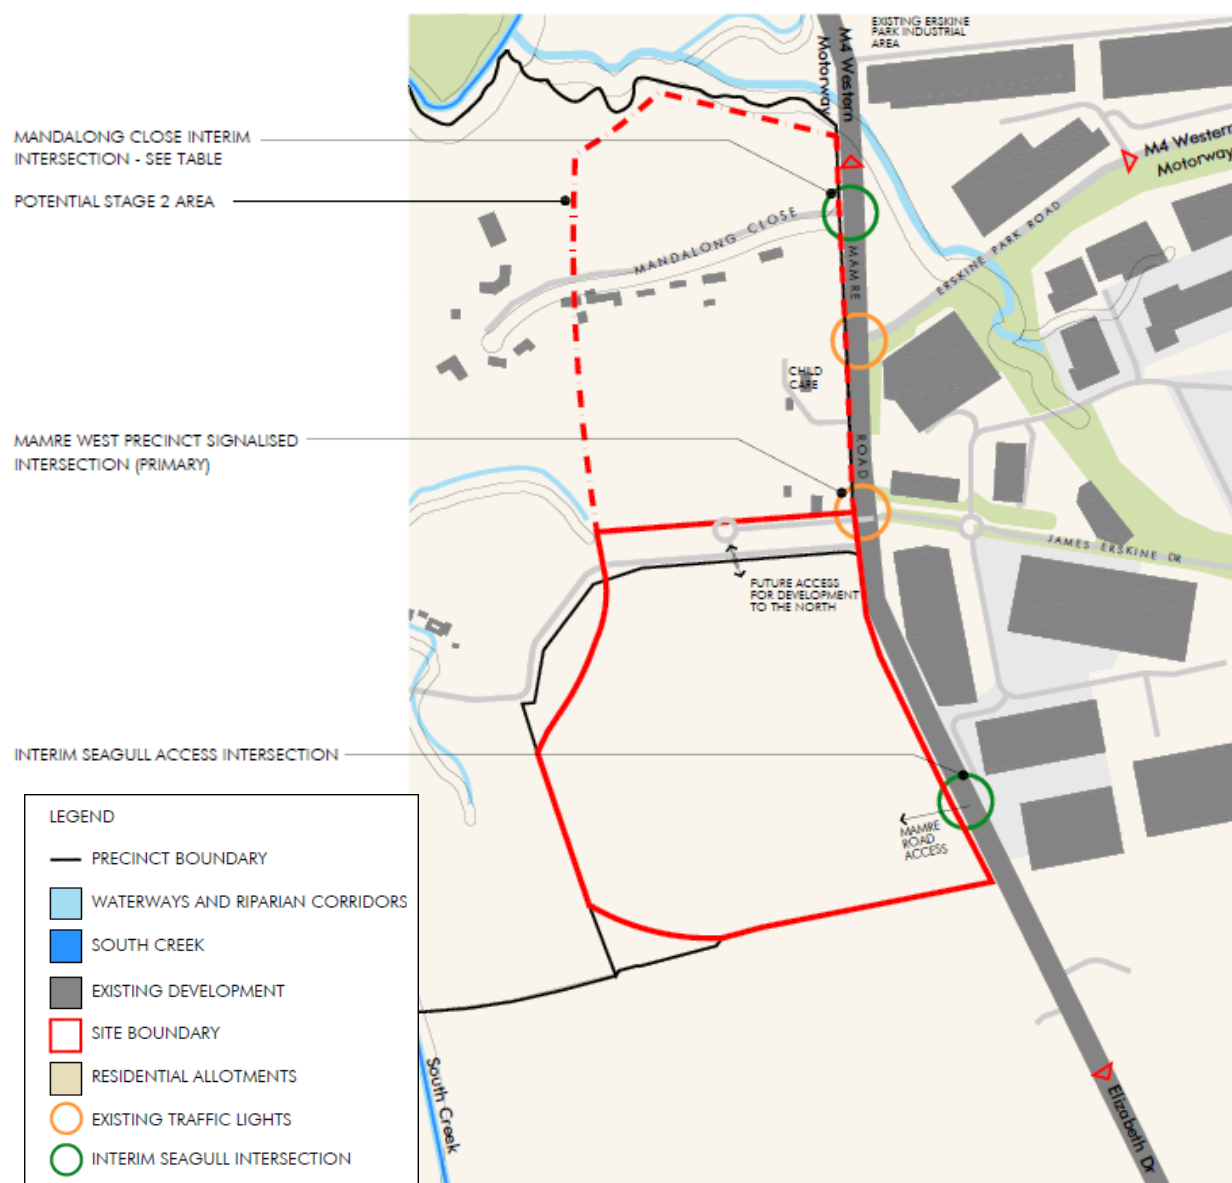 EXISTING ERSKINE
PARK INDUSTRIAL
AREA
M4 Western
Motorway
MANDALONG CLOSE INTERIM
INTERSECTION - SEE TABLE
M4 Western
Motorway
POTENTIAL STAGE 2 AREA
MANDALONG CLOSE
ERSKINE PARK ROAD
MAMRE
ROAD
CHILD
CARE
MAMRE WEST PRECINCT SIGNALISED
INTERSECTION (PRIMARY)
JAMES ERSKINE DR
FUTURE ACCESS
FOR DEVELOPMENT
TO THE NORTH
INTERIM SEAGULL ACCESS INTERSECTION
MAMRE
ROAD
ACCESS
LEGEND
PRECINCT BOUNDARY
WATERWAYS AND RIPARIAN CORRIDORS
SOUTH CREEK
EXISTING DEVELOPMENT
SITE BOUNDARY
RESIDENTIAL ALLOTMENTS
EXISTING TRAFFIC LIGHTS
INTERIM SEAGULL INTERSECTION
South Creek
Elizabeth Dr